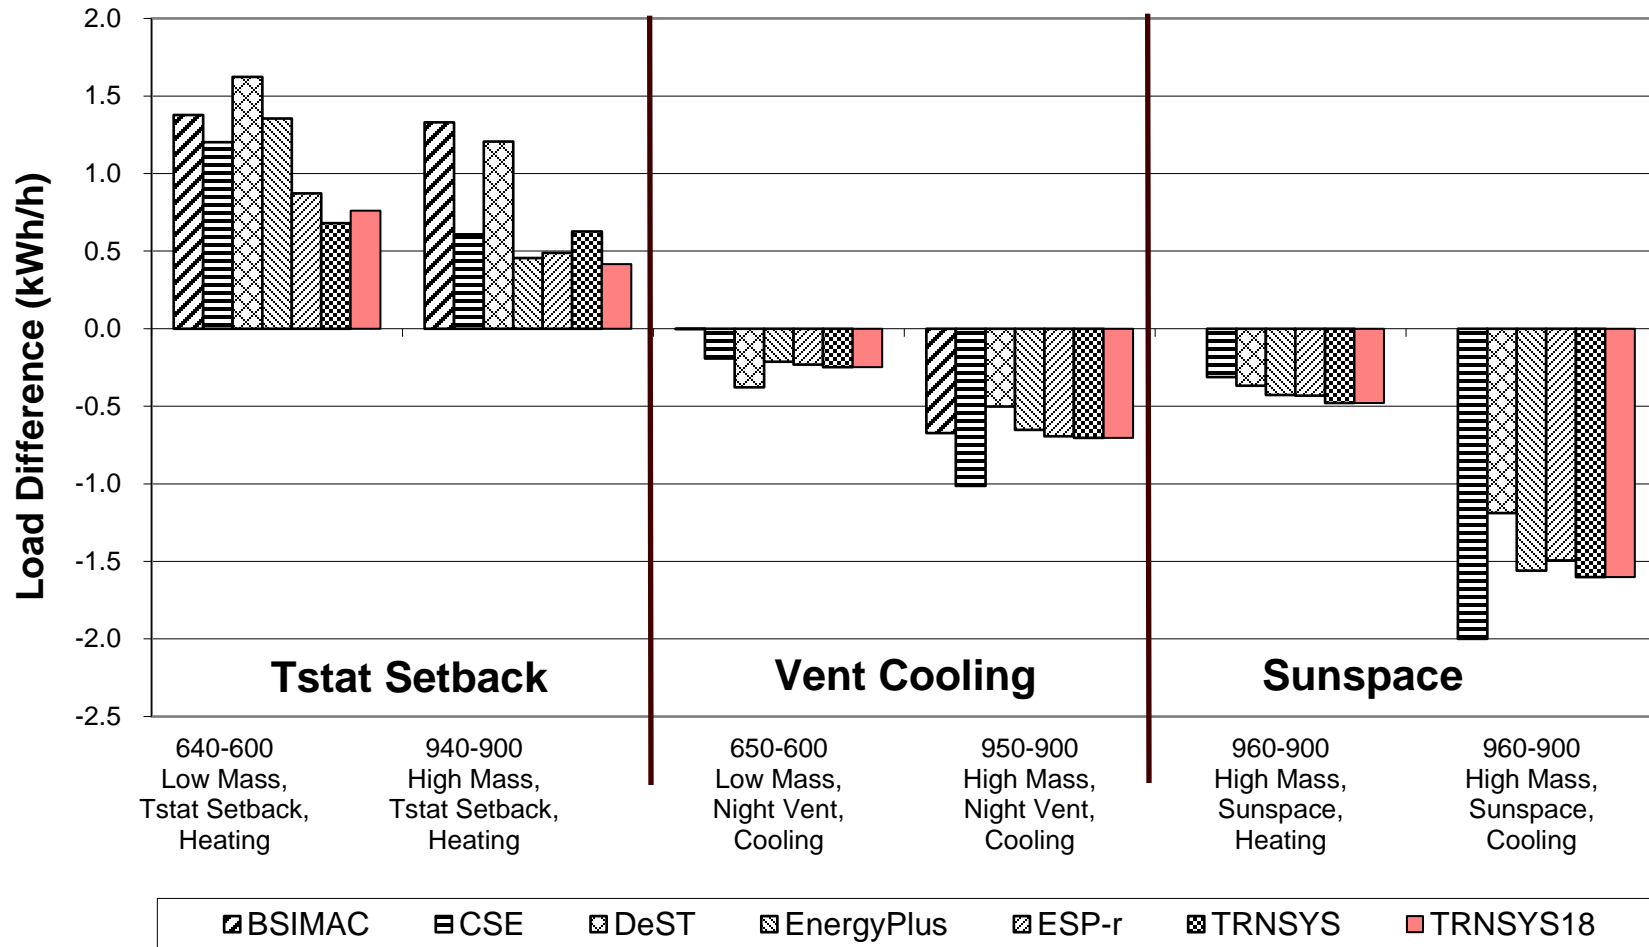 Load Difference (kWh/h)
2.0
1.5
1.0
0.5
0.0
-0.5
-1.0
-1.5
-2.0
-2.5
Tstat Setback
Vent Cooling
Sunspace
640-600
Low Mass,
Tstat Setback,
Heating
940-900
High Mass,
Tstat Setback,
Heating
650-600
Low Mass,
Night Vent,
Cooling
950-900
High Mass,
Night Vent,
Cooling
960-900
High Mass,
Sunspace,
Heating
960-900
High Mass,
Sunspace,
Cooling
BSIMAC CSE DeST EnergyPlus ESP-r TRNSYS TRNSYS18